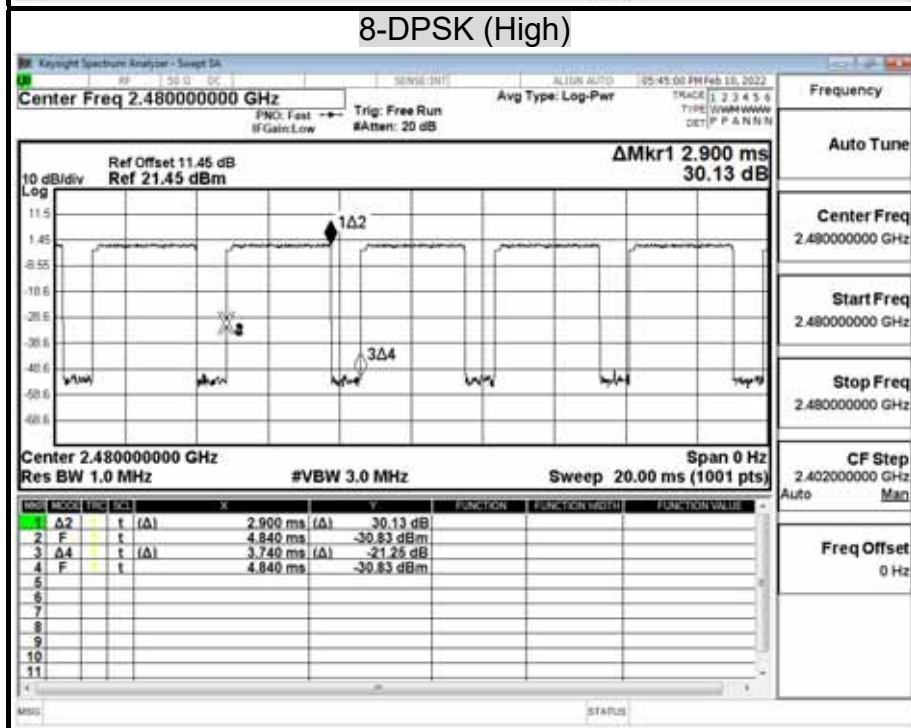 8-DPSK (High)
Keysight Spectrum Analyzer - Swept SA
RF 50 Ω DC SENSE:INT ALIGN AUTO 05:45:00 PM Feb 10, 2022
Center Freq 2.480000000 GHz
PNO: Fast
IFGain:Low
Trig: Free Run
#Atten: 20 dB
Avg Type: Log-Pwr
TRACE 1 2 3 4 5 6
TYPE
DET P P A N N N
ΔMkr1 2.900 ms
30.13 dB
Ref Offset 11.45 dB
10 dB/div Ref 21.45 dBm
Log
11.5
1.45
-8.55
-18.6
-28.6
-38.6
-48.6
-58.6
-68.6
1Δ2
3Δ4
Center 2.480000000 GHz Span 0 Hz
Res BW 1.0 MHz #VBW 3.0 MHz Sweep 20.00 ms (1001 pts)
MKR MODE TRC SCL X Y FUNCTION FUNCTION WIDTH FUNCTION VALUE
1 Δ2 1 t (Δ) 2.900 ms (Δ) 30.13 dB
2 F 1 t 4.840 ms -30.83 dBm
3 Δ4 1 t (Δ) 3.740 ms (Δ) -21.25 dB
4 F 1 t 4.840 ms -30.83 dBm
5
6
7
8
9
10
11
MSG STATUS
Frequency
Auto Tune
Center Freq
2.480000000 GHz
Start Freq
2.480000000 GHz
Stop Freq
2.480000000 GHz
CF Step
2.402000000 GHz
Auto Man
Freq Offset
0 Hz